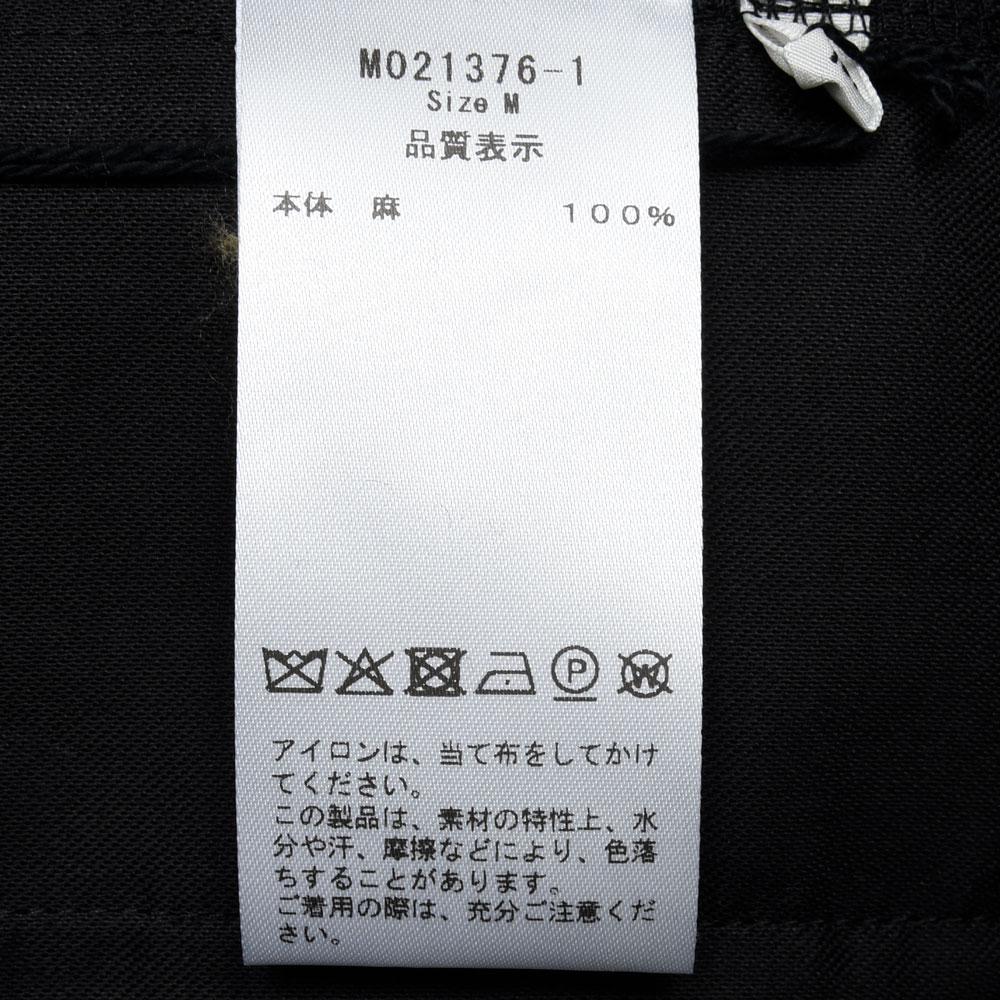 M021376-1
Size M
品質表示
本体　麻　１００%
P
W
アイロンは、当て布をしてかけ
てください。
この製品は、素材の特性上、水
分や汗、摩擦などにより、色落
ちすることがあります。
ご着用の際は、充分ご注意くだ
さい。